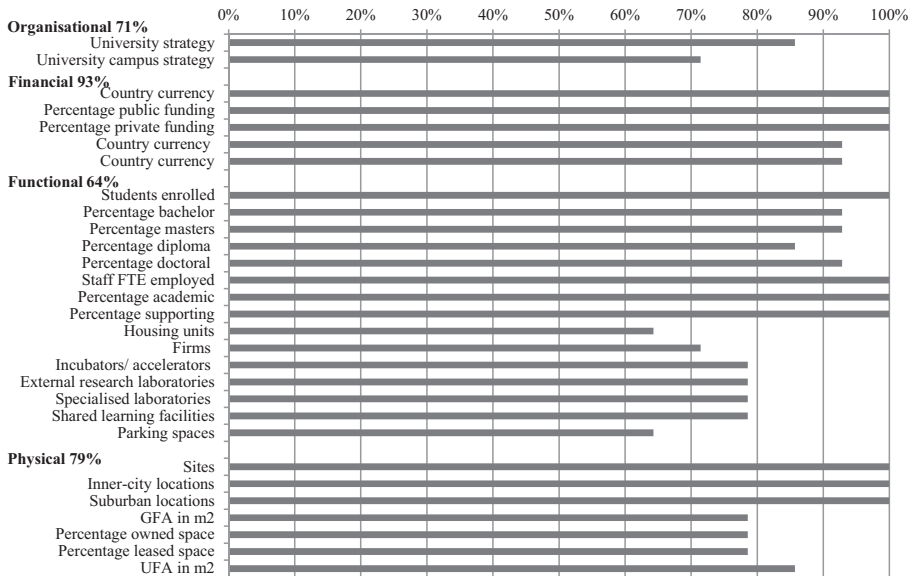 0% 10% 20% 30% 40% 50% 60% 70% 80% 90% 100%
Organisational 71%
University strategy
University campus strategy
Financial 93%
Country currency
Percentage public funding
Percentage private funding
Country currency
Country currency
Functional 64%
Students enrolled
Percentage bachelor
Percentage masters
Percentage diploma
Percentage doctoral
Staff FTE employed
Percentage academic
Percentage supporting
Housing units
Firms
Incubators/ accelerators
External research laboratories
Specialised laboratories
Shared learning facilities
Parking spaces
Physical 79%
Sites
Inner-city locations
Suburban locations
GFA in m2
Percentage owned space
Percentage leased space
UFA in m2